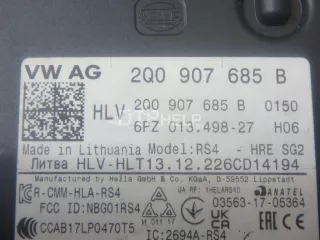 VW AG 2Q0 907 685 B
HLV 2Q0 907 685 B 0150
6PZ 013.498-27 H06
Made in Lithuania Model:RS4 - HRE SG2
Литва HLV-HLT13.12.226CD14194
Manufactured by Hella GmbH & Co. KGaA, D-59552 Lippstadt
R-CMM-HLA-RS4
ANATEL
FCC ID:NBG01RS4 03563-17-05364
CCAB17LP0470T5 IC:2694A-RS4